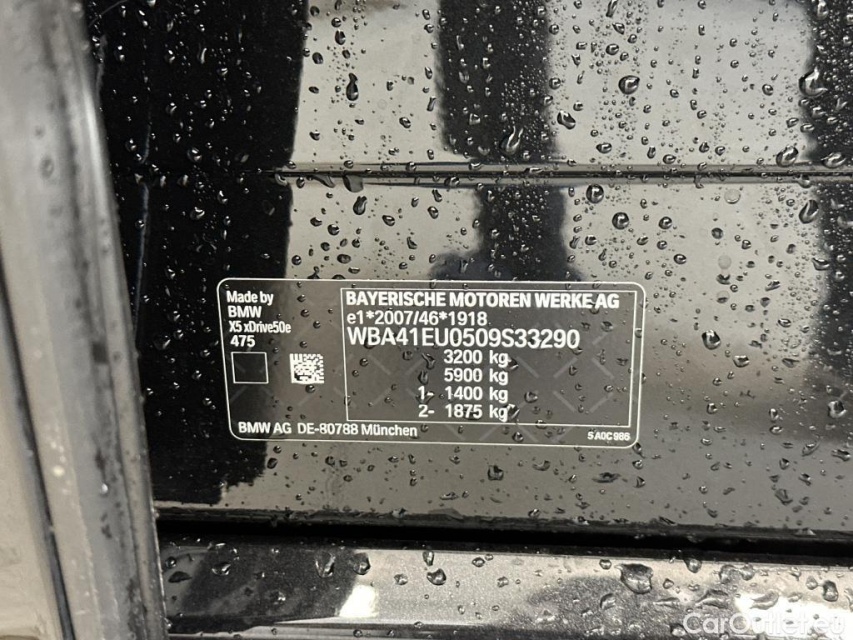 Made by
BMW
X5 xDrive50e
475
BAYERISCHE MOTOREN WERKE AG
e1*2007/46*1918
WBA41EU0509S33290
3200 kg
5900 kg
1- 1400 kg
2- 1875 kg
BMW AG DE-80788 München
5A0C986
CarOutlet.eu